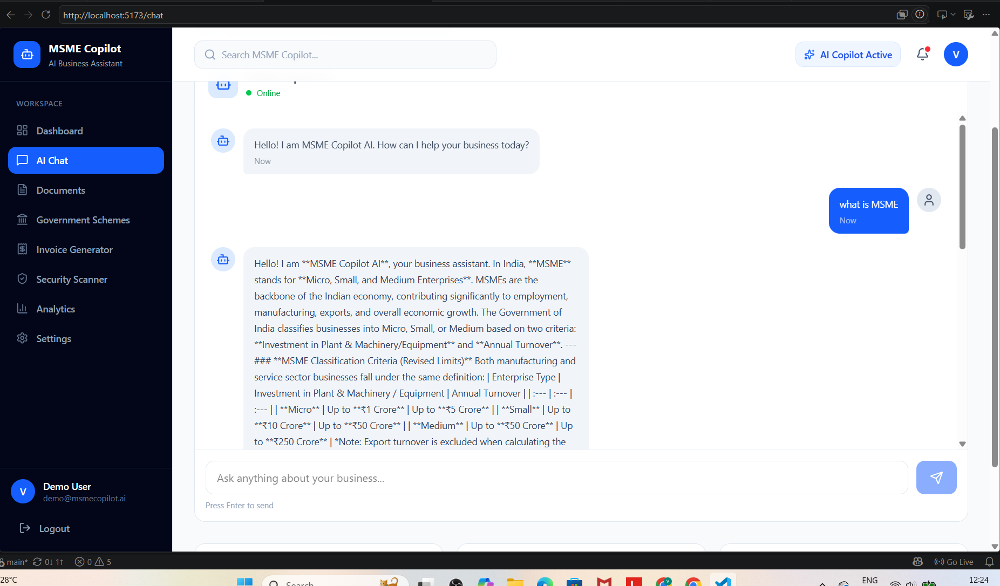 http://localhost:5173/chat
MSME Copilot
AI Business Assistant
Search MSME Copilot...
AI Copilot Active
V
WORKSPACE
Dashboard
AI Chat
Documents
Government Schemes
Invoice Generator
Security Scanner
Analytics
Settings
V
Demo User
demo@msmecopilot.ai
Logout
Online
Hello! I am MSME Copilot AI. How can I help your business today?
Now
what is MSME
Now
Hello! I am **MSME Copilot AI**, your business assistant. In India, **MSME**
stands for **Micro, Small, and Medium Enterprises**. MSMEs are the
backbone of the Indian economy, contributing significantly to employment,
manufacturing, exports, and overall economic growth. The Government of
India classifies businesses into Micro, Small, or Medium based on two criteria:
**Investment in Plant & Machinery/Equipment** and **Annual Turnover**. ---
### **MSME Classification Criteria (Revised Limits)** Both manufacturing and
service sector businesses fall under the same definition: | Enterprise Type |
Investment in Plant & Machinery / Equipment | Annual Turnover | | :--- | :--- |
:--- | | **Micro** | Up to **₹1 Crore** | Up to **₹5 Crore** | | **Small** | Up to
**₹10 Crore** | Up to **₹50 Crore** | | **Medium** | Up to **₹50 Crore** | Up
to **₹250 Crore** | *Note: Export turnover is excluded when calculating the
Ask anything about your business...
Press Enter to send
main* 0↓ 1↑ 0 5
Go Live
28°C
Search
ENG
12:24